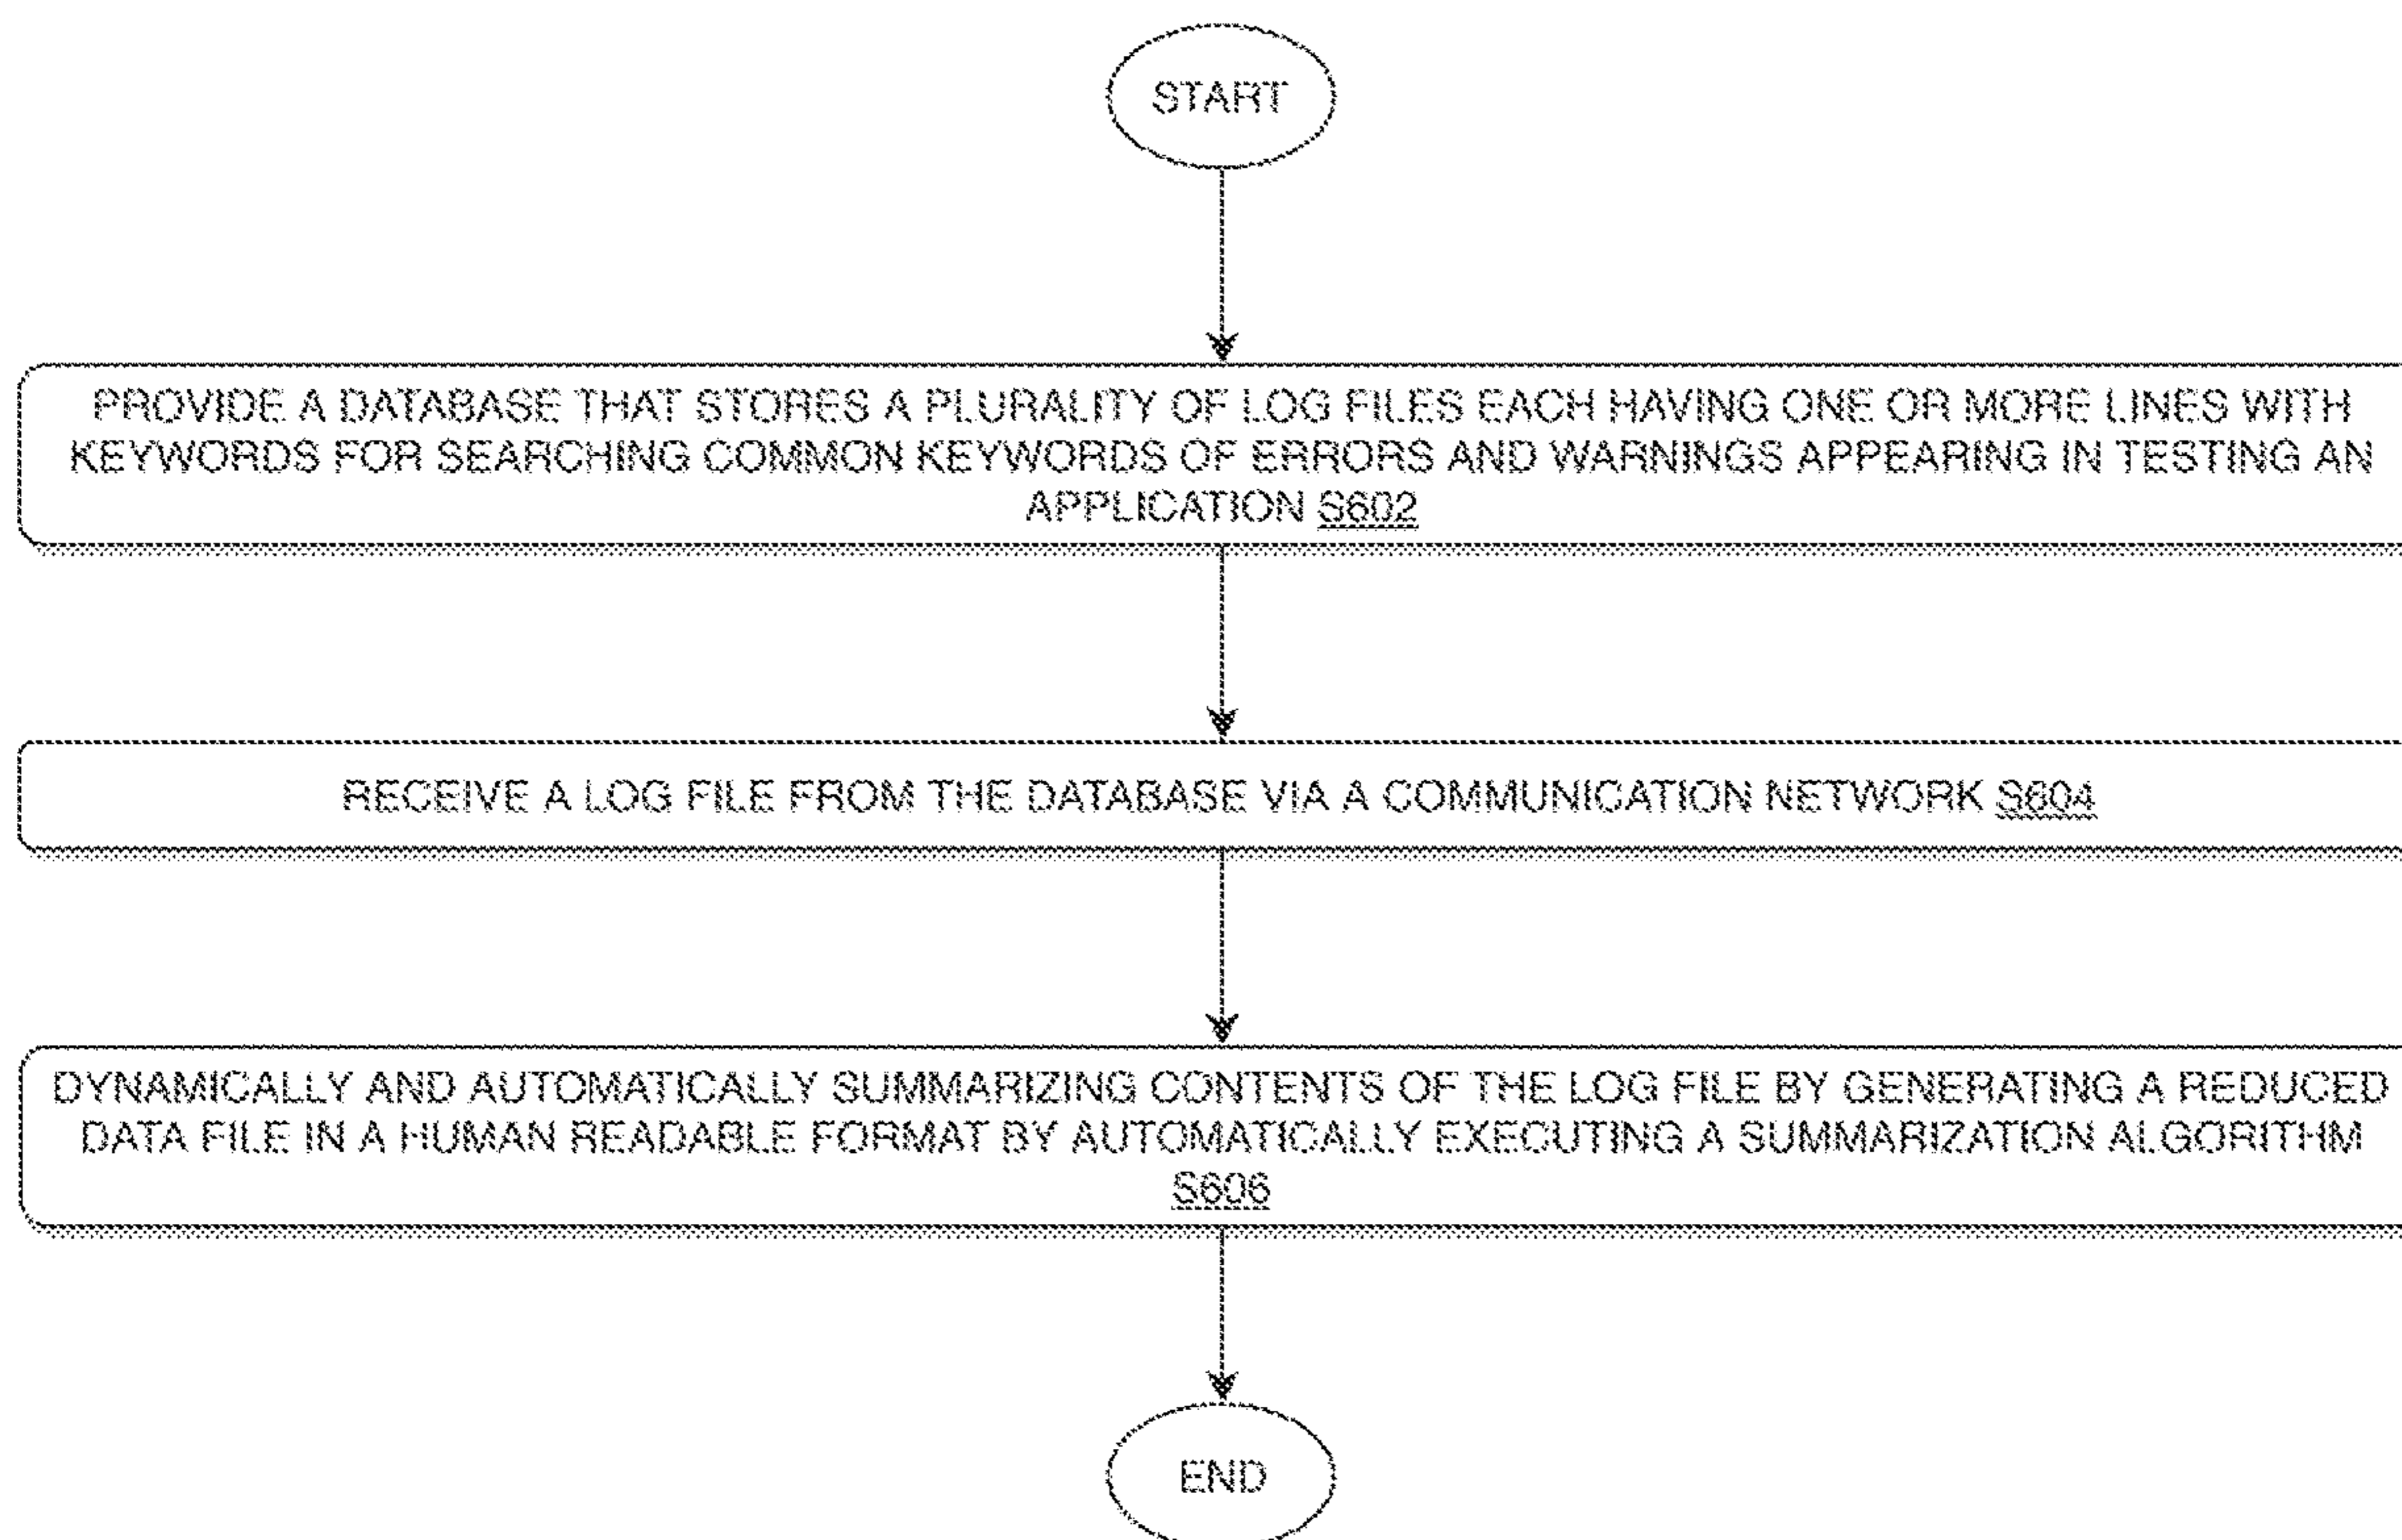 START
PROVIDE A DATABASE THAT STORES A PLURALITY OF LOG FILES EACH HAVING ONE OR MORE LINES WITH
KEYWORDS FOR SEARCHING COMMON KEYWORDS OF ERRORS AND WARNINGS APPEARING IN TESTING AN
APPLICATION S602
RECEIVE A LOG FILE FROM THE DATABASE VIA A COMMUNICATION NETWORK S604
DYNAMICALLY AND AUTOMATICALLY SUMMARIZING CONTENTS OF THE LOG FILE BY GENERATING A REDUCED
DATA FILE IN A HUMAN READABLE FORMAT BY AUTOMATICALLY EXECUTING A SUMMARIZATION ALGORITHM
S606
END